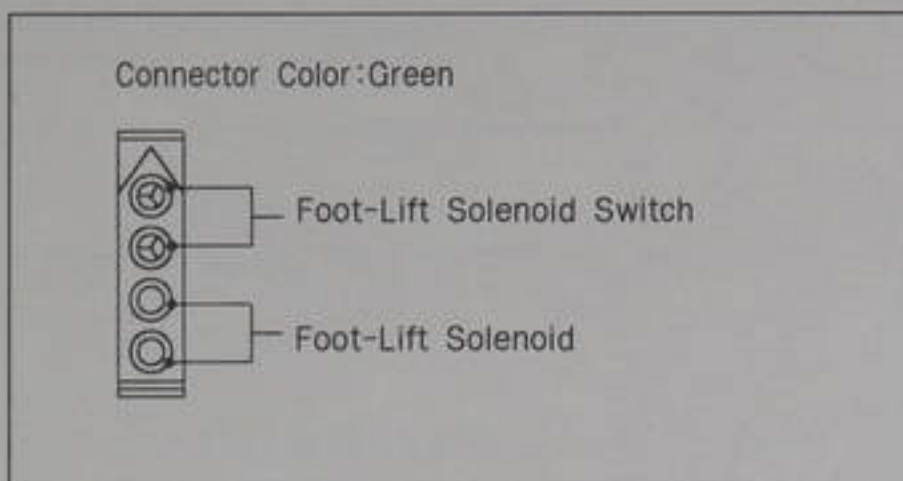 Connector Color:Green
Foot-Lift Solenoid Switch
Foot-Lift Solenoid